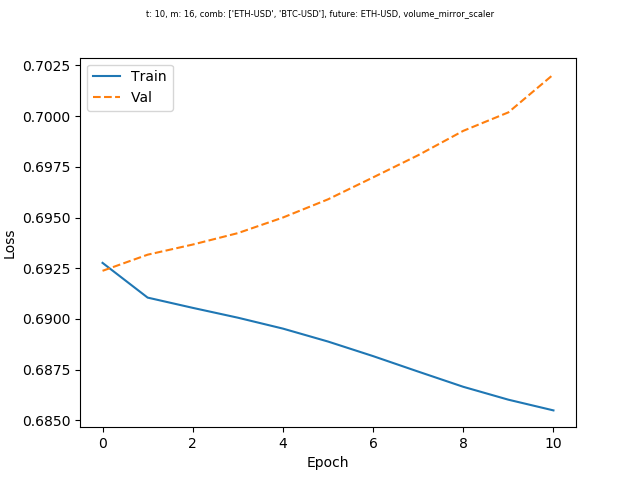 t: 10, m: 16, comb: ['ETH-USD', 'BTC-USD'], future: ETH-USD, volume_mirror_scaler
Train
Val
0.7025
0.7000
0.6975
0.6950
0.6925
0.6900
0.6875
0.6850
Loss
0 2 4 6 8 10
Epoch